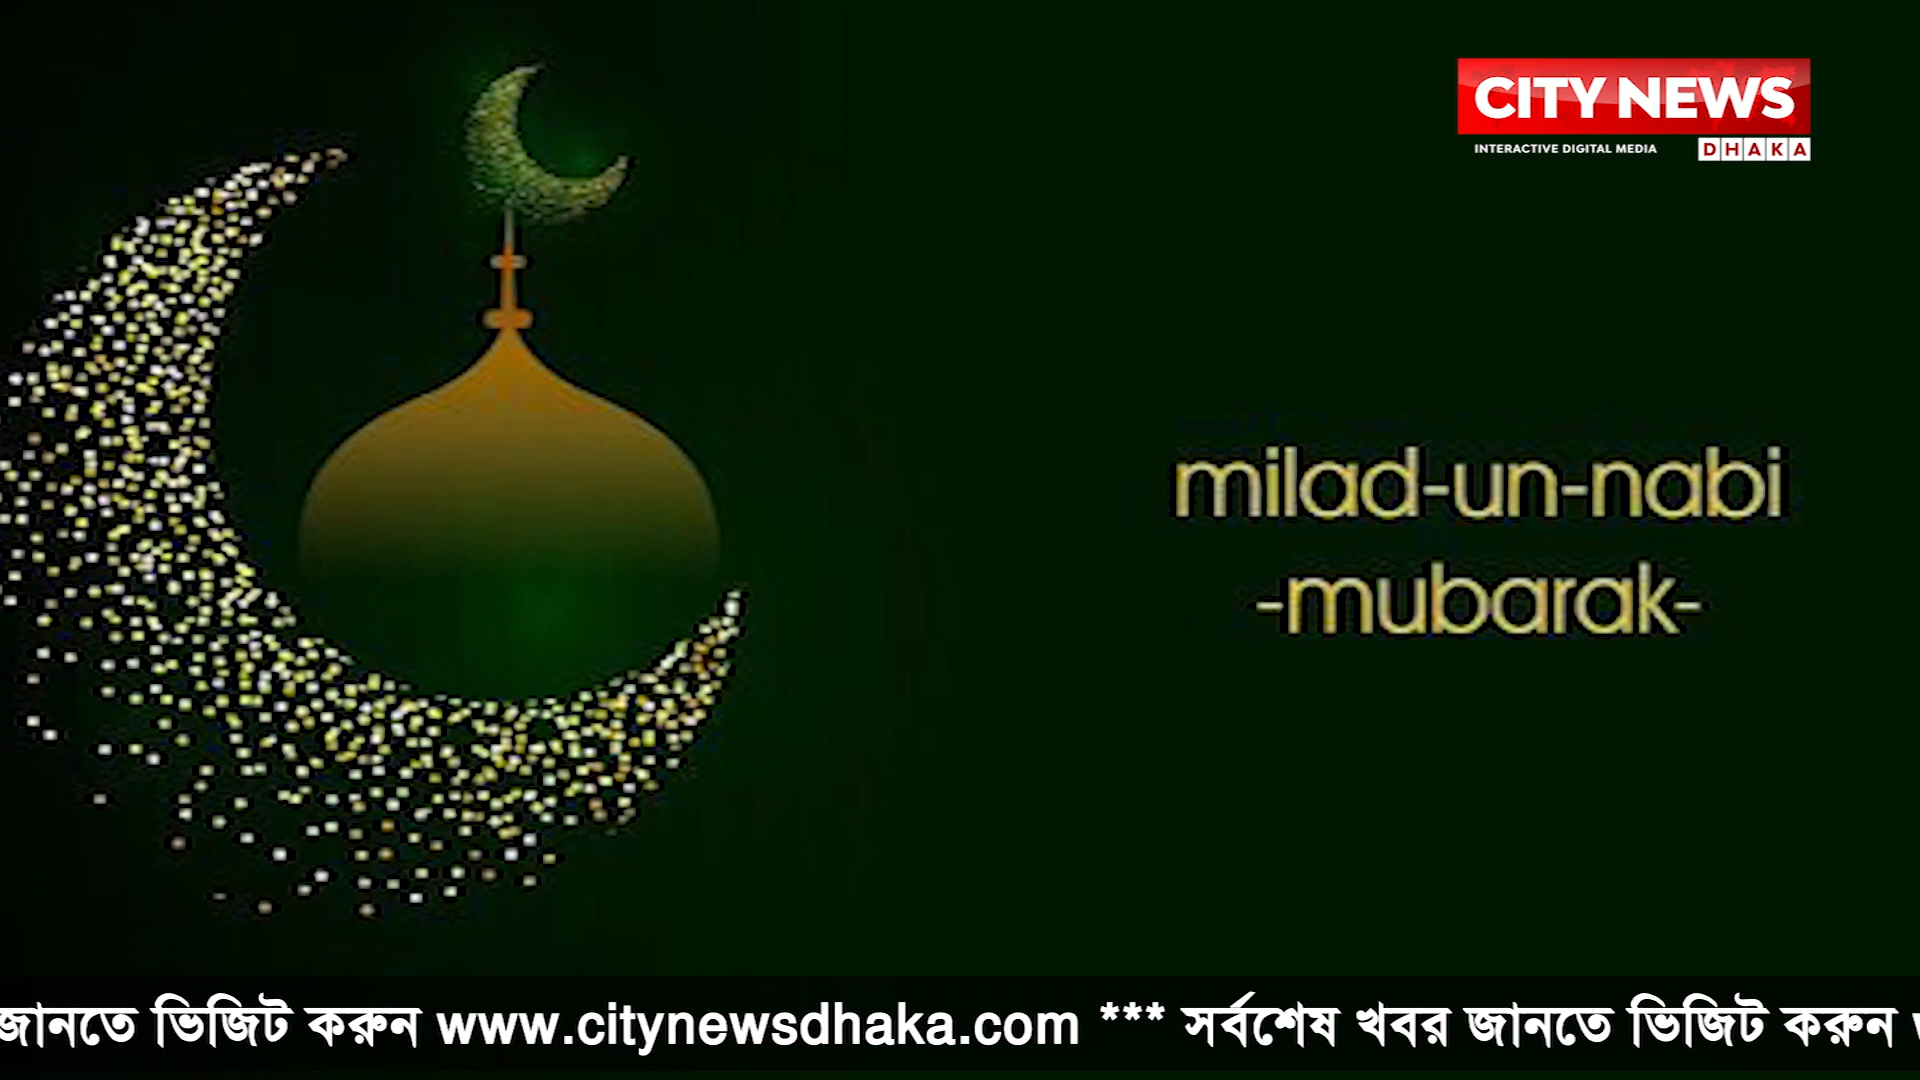 CITY NEWS
INTERACTIVE DIGITAL MEDIA DHAKA
milad-un-nabi
-mubarak-
জানতে ভিজিট করুন www.citynewsdhaka.com *** সর্বশেষ খবর জানতে ভিজিট করুন